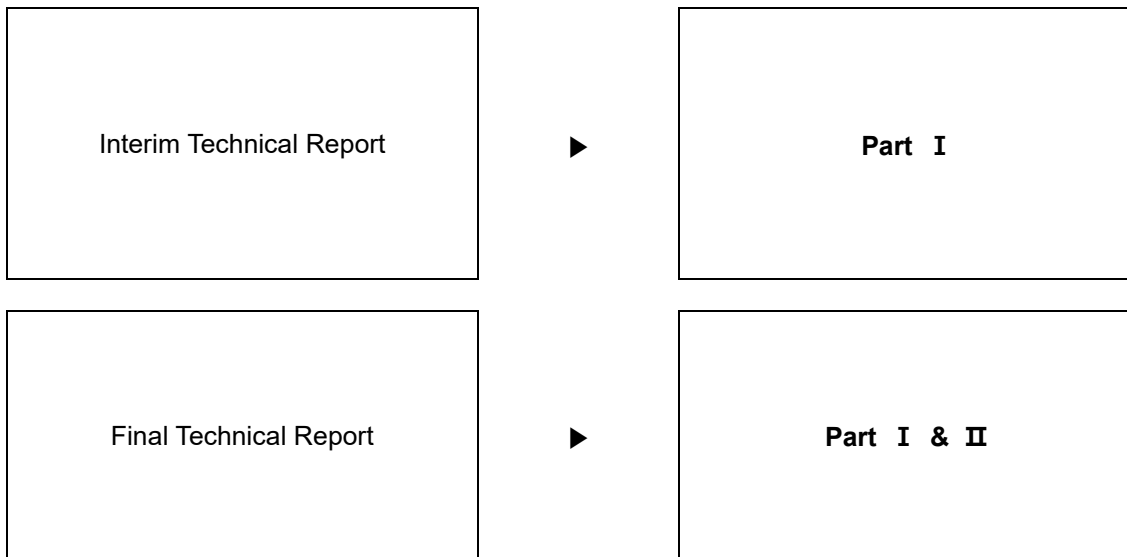 Interim Technical Report ▶ Part Ⅰ
Final Technical Report ▶ Part Ⅰ & Ⅱ